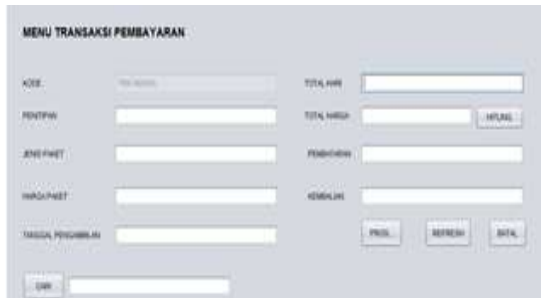 MENU TRANSAKSI PEMBAYARAN
KODE
TOTAL HARI
PENITIPAN
TOTAL HARGA
HITUNG
JENIS PAKET
PEMBAYARAN
HARGA PAKET
KEMBALIAN
TANGGAL PENGAMBILAN
PROS...
REFRESH
BATAL
CARI